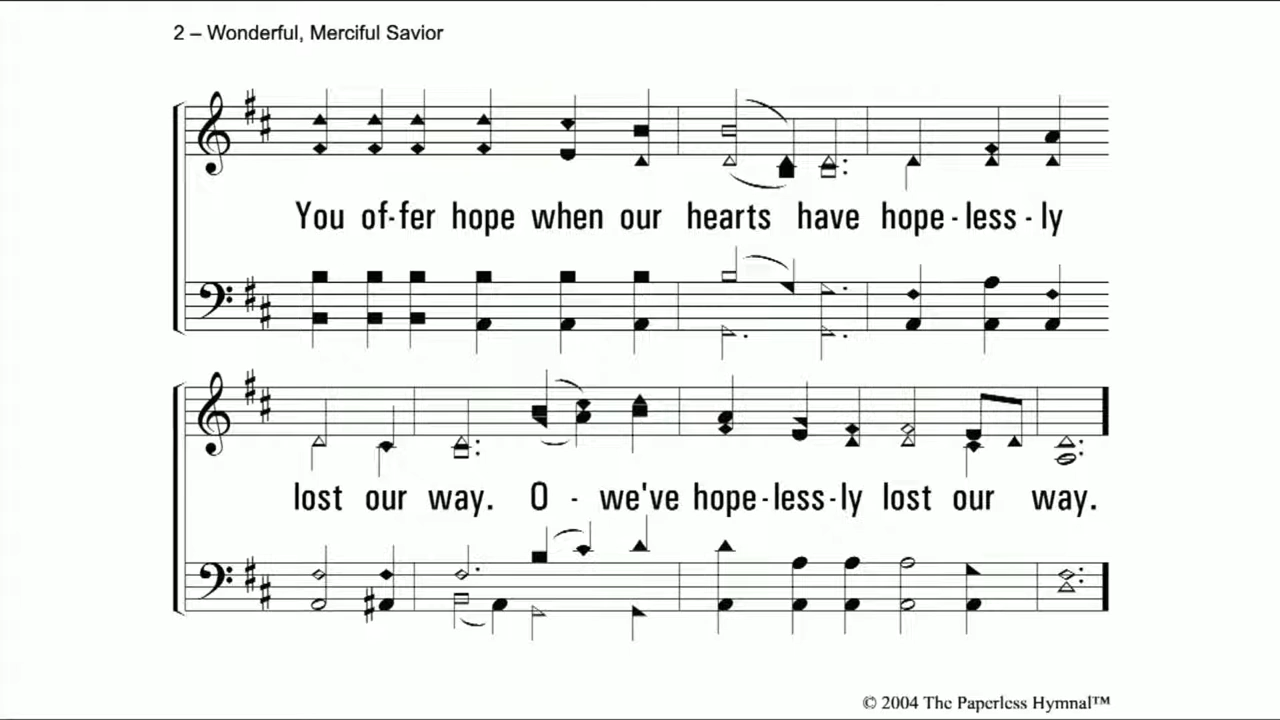 2 – Wonderful, Merciful Savior
You of-fer hope when our hearts have hope-less-ly
lost our way. O - we've hope-less-ly lost our way.
© 2004 The Paperless Hymnal™